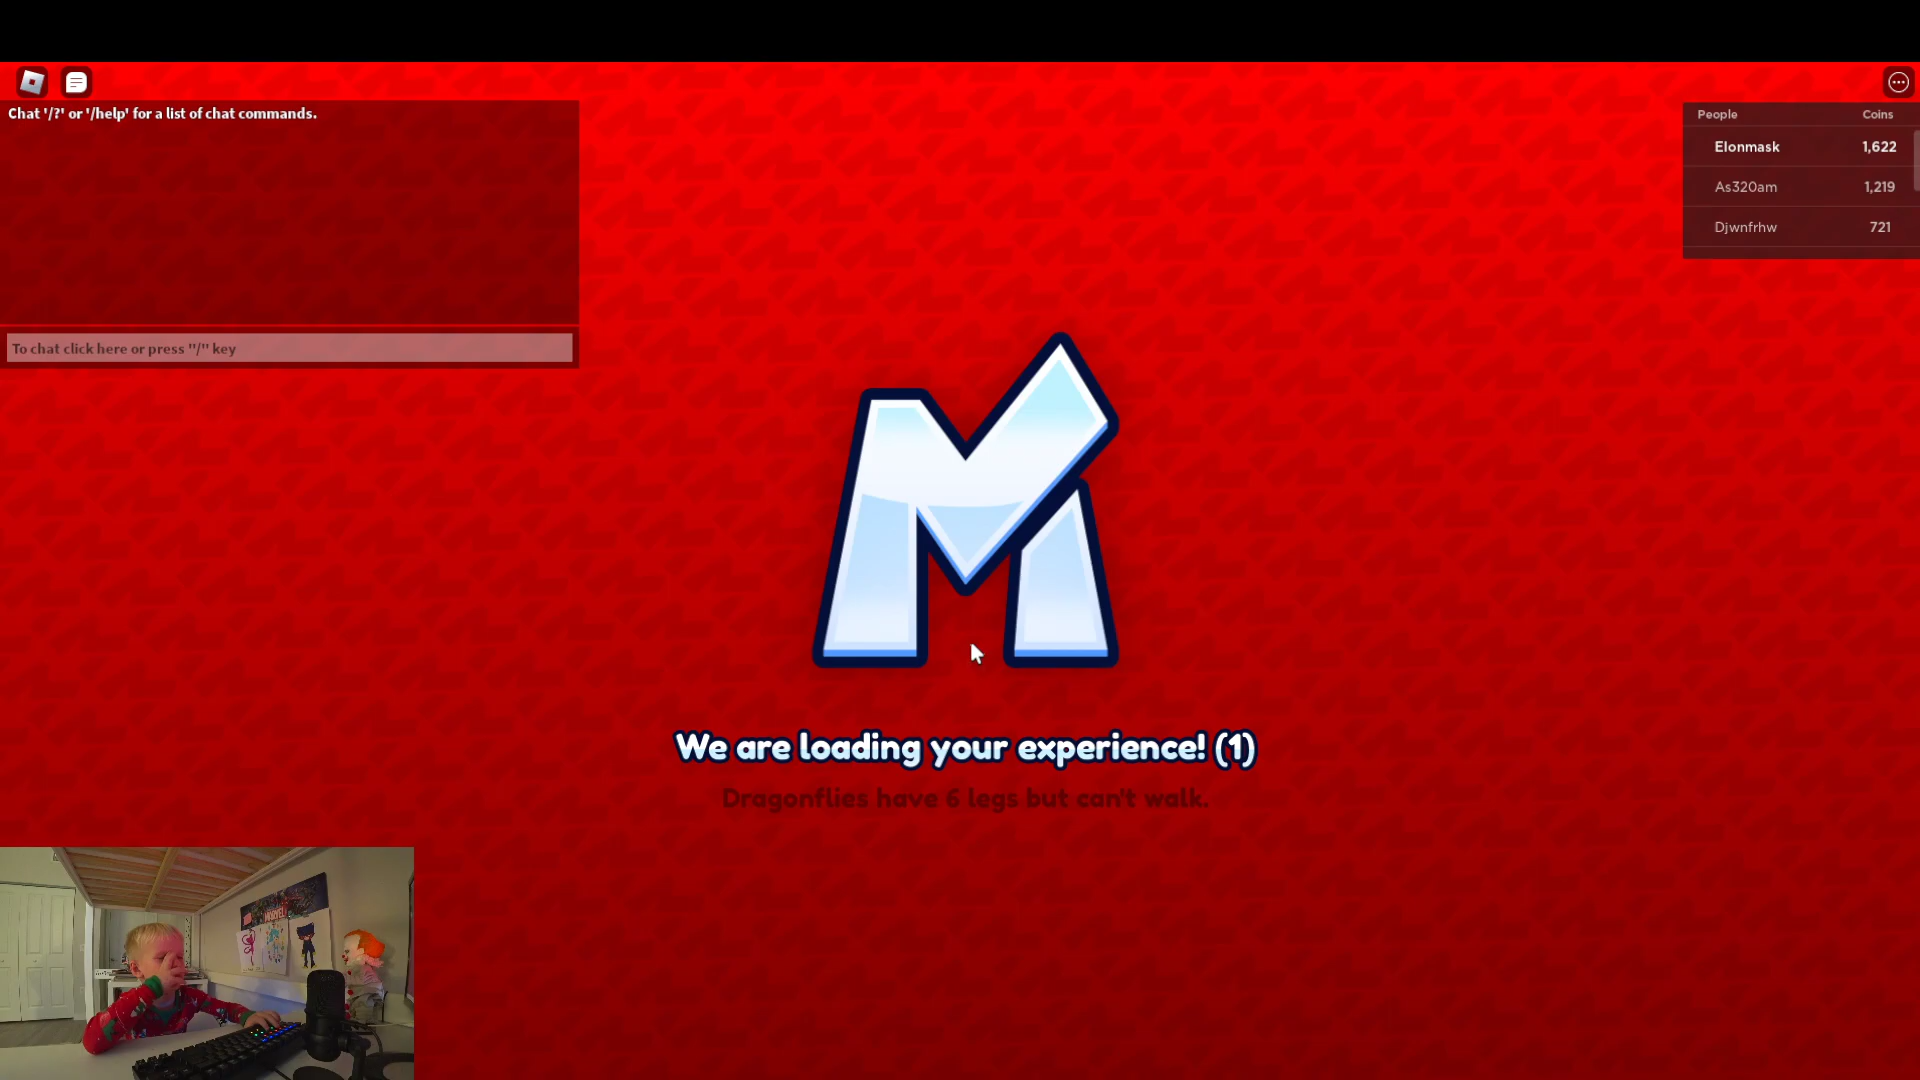 Chat '/?' or '/help' for a list of chat commands.
To chat click here or press "/" key
People Coins
Elonmask 1,622
As320am 1,219
Djwnfrhw 721
M
We are loading your experience! (1)
Dragonflies have 6 legs but can't walk.
MARVEL